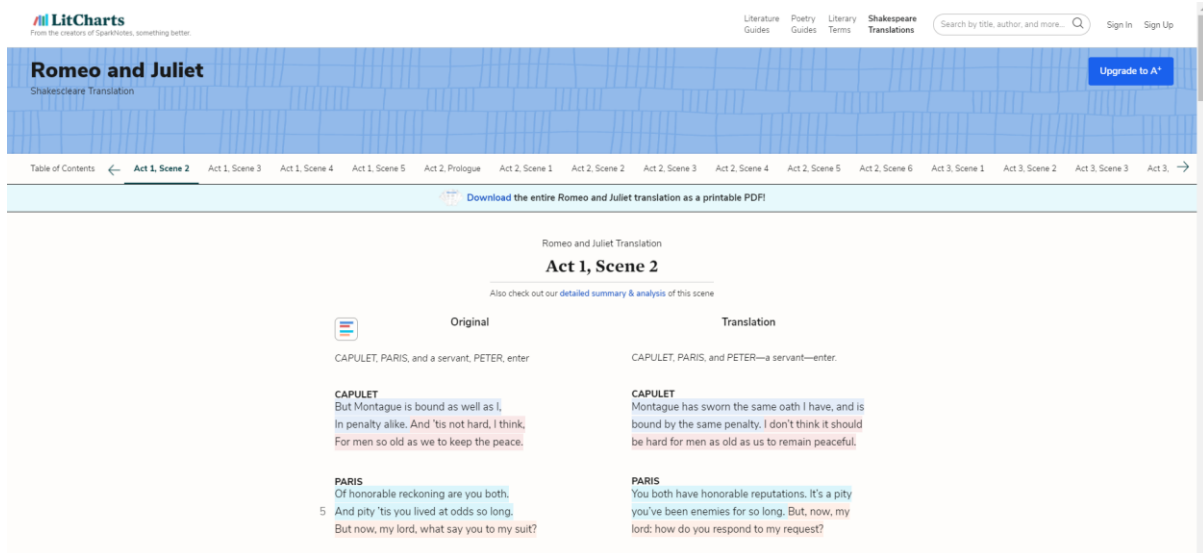 LitCharts
From the creators of SparkNotes, something better.
Literature Guides
Poetry Guides
Literary Terms
Shakespeare Translations
Search by title, author, and more...
Sign In Sign Up
Romeo and Juliet
Shakescleare Translation
Upgrade to A+
Table of Contents ← Act 1, Scene 2 Act 1, Scene 3 Act 1, Scene 4 Act 1, Scene 5 Act 2, Prologue Act 2, Scene 1 Act 2, Scene 2 Act 2, Scene 3 Act 2, Scene 4 Act 2, Scene 5 Act 2, Scene 6 Act 3, Scene 1 Act 3, Scene 2 Act 3, Scene 3 Act 3, →
Download the entire Romeo and Juliet translation as a printable PDF!
Romeo and Juliet Translation
Act 1, Scene 2
Also check out our detailed summary & analysis of this scene
Original
CAPULET, PARIS, and a servant, PETER, enter
CAPULET
But Montague is bound as well as I,
In penalty alike. And 'tis not hard, I think,
For men so old as we to keep the peace.
PARIS
Of honorable reckoning are you both.
5 And pity 'tis you lived at odds so long.
But now, my lord, what say you to my suit?
Translation
CAPULET, PARIS, and PETER—a servant—enter.
CAPULET
Montague has sworn the same oath I have, and is
bound by the same penalty. I don't think it should
be hard for men as old as us to remain peaceful.
PARIS
You both have honorable reputations. It's a pity
you've been enemies for so long. But, now, my
lord: how do you respond to my request?